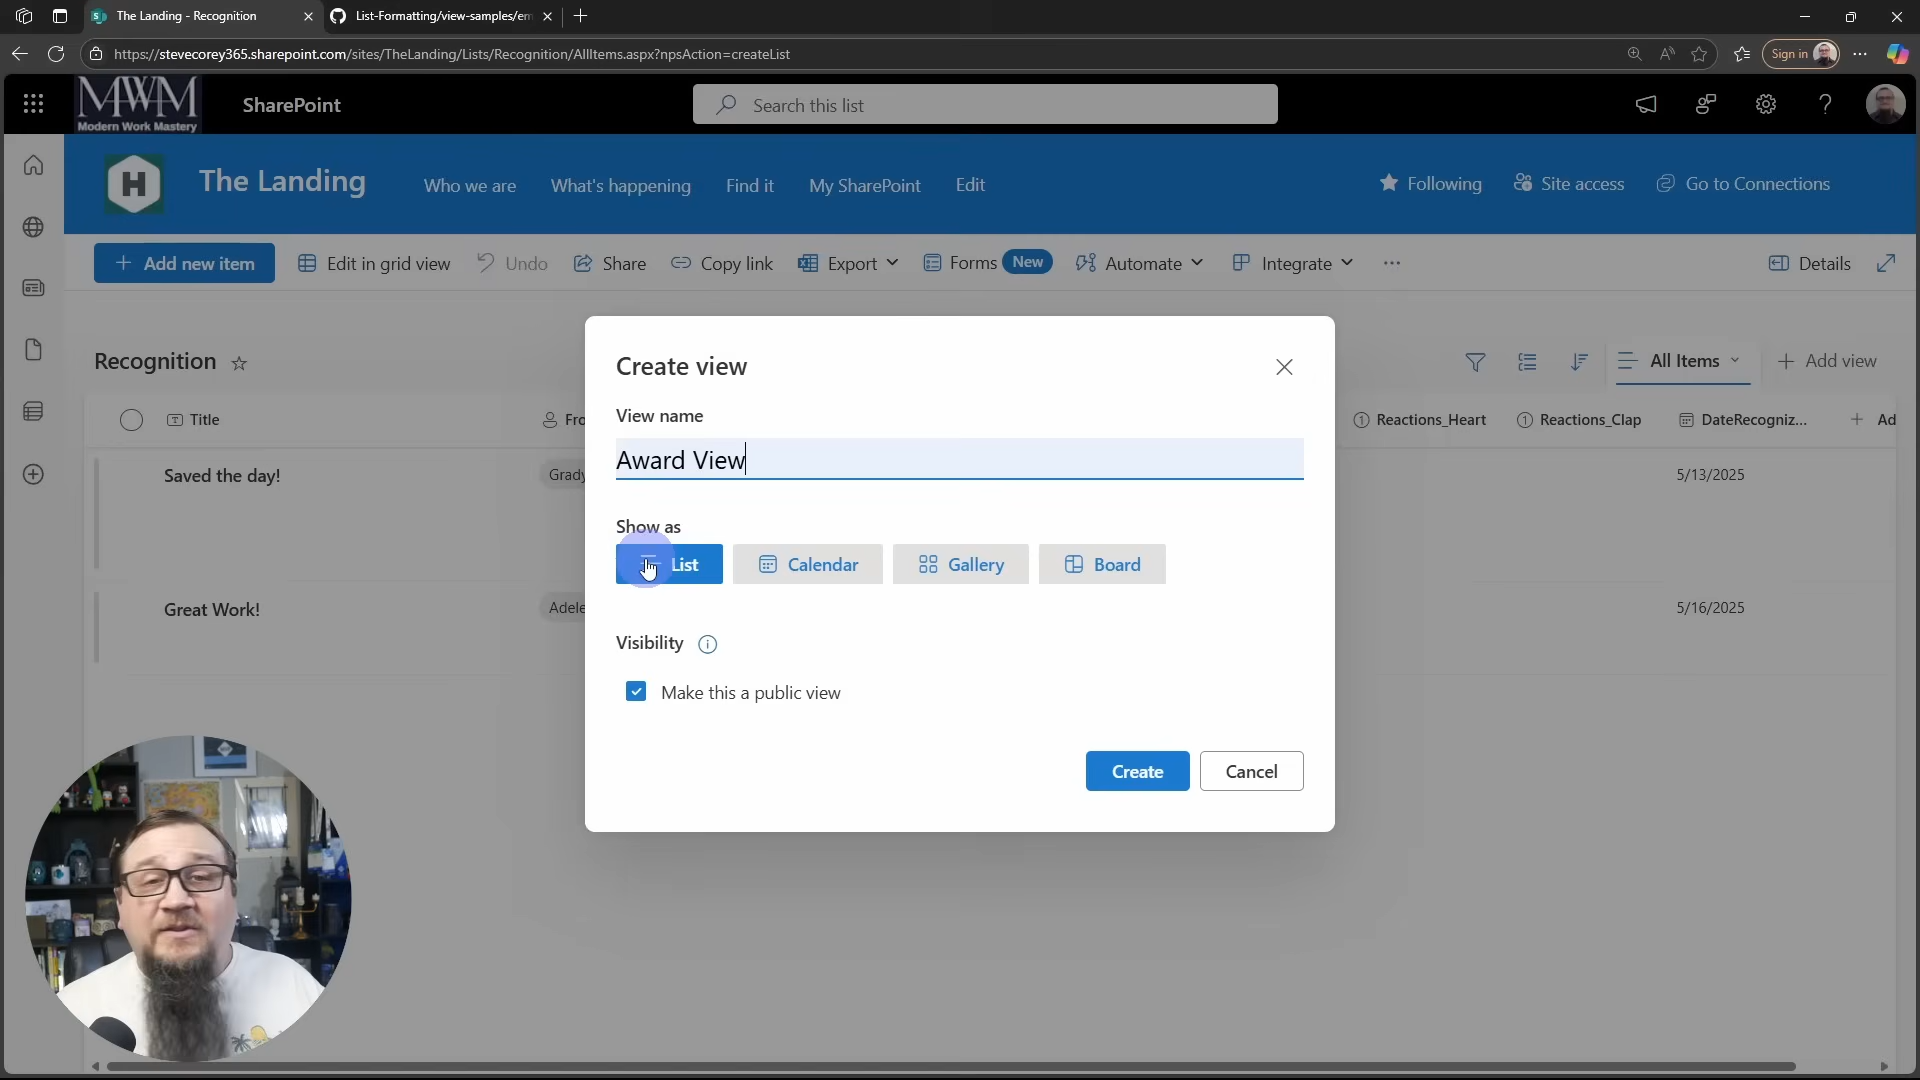 The Landing - Recognition
List-Formatting/view-samples/em
https://stevecorey365.sharepoint.com/sites/TheLanding/Lists/Recognition/AllItems.aspx?npsAction=createList
Sign in
MWM
Modern Work Mastery
SharePoint
Search this list
H
The Landing
Who we are
What's happening
Find it
My SharePoint
Edit
Following
Site access
Go to Connections
Add new item
Edit in grid view
Undo
Share
Copy link
Export
Forms
New
Automate
Integrate
Details
Recognition
All Items
Add view
Title
Fro
Reactions_Heart
Reactions_Clap
DateRecogniz...
Ad
Saved the day!
Grady
5/13/2025
Great Work!
Adele
5/16/2025
Create view
View name
Award View
Show as
List
Calendar
Gallery
Board
Visibility
Make this a public view
Create
Cancel